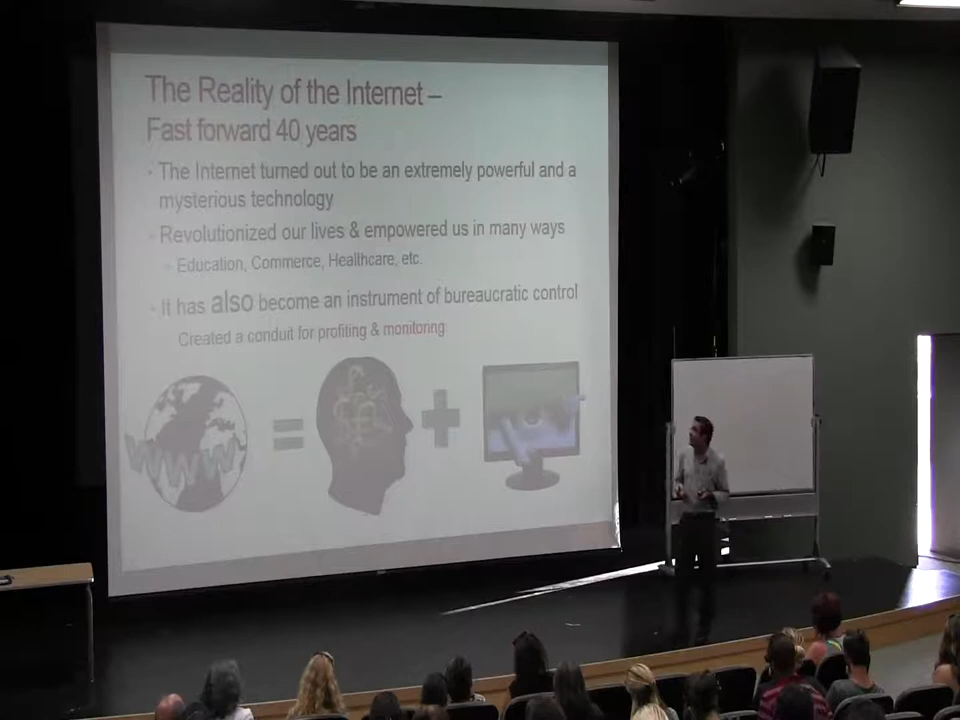 The Reality of the Internet –
Fast forward 40 years
· The Internet turned out to be an extremely powerful and a
mysterious technology
· Revolutionized our lives & empowered us in many ways
– Education, Commerce, Healthcare, etc.
· It has also become an instrument of bureaucratic control
Created a conduit for profiting & monitoring
WWW